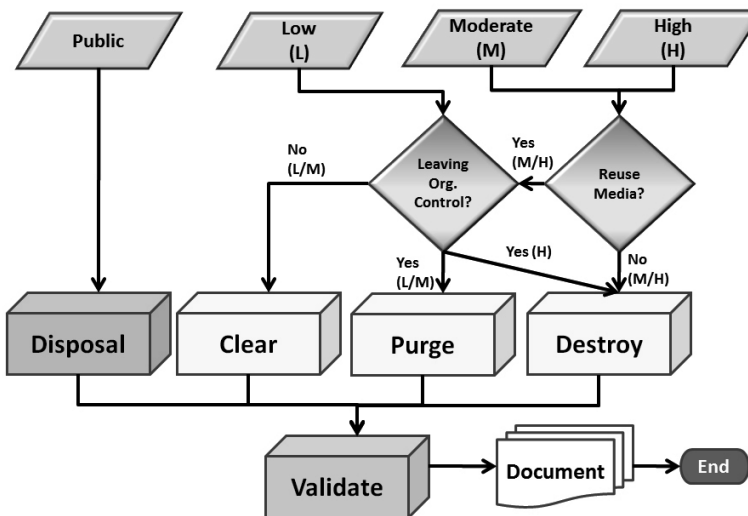 Public
Low
(L)
Moderate
(M)
High
(H)
No
(L/M)
Leaving
Org.
Control?
Yes
(M/H)
Reuse
Media?
Yes
(L/M)
Yes (H)
No
(M/H)
Disposal
Clear
Purge
Destroy
Validate
Document
End